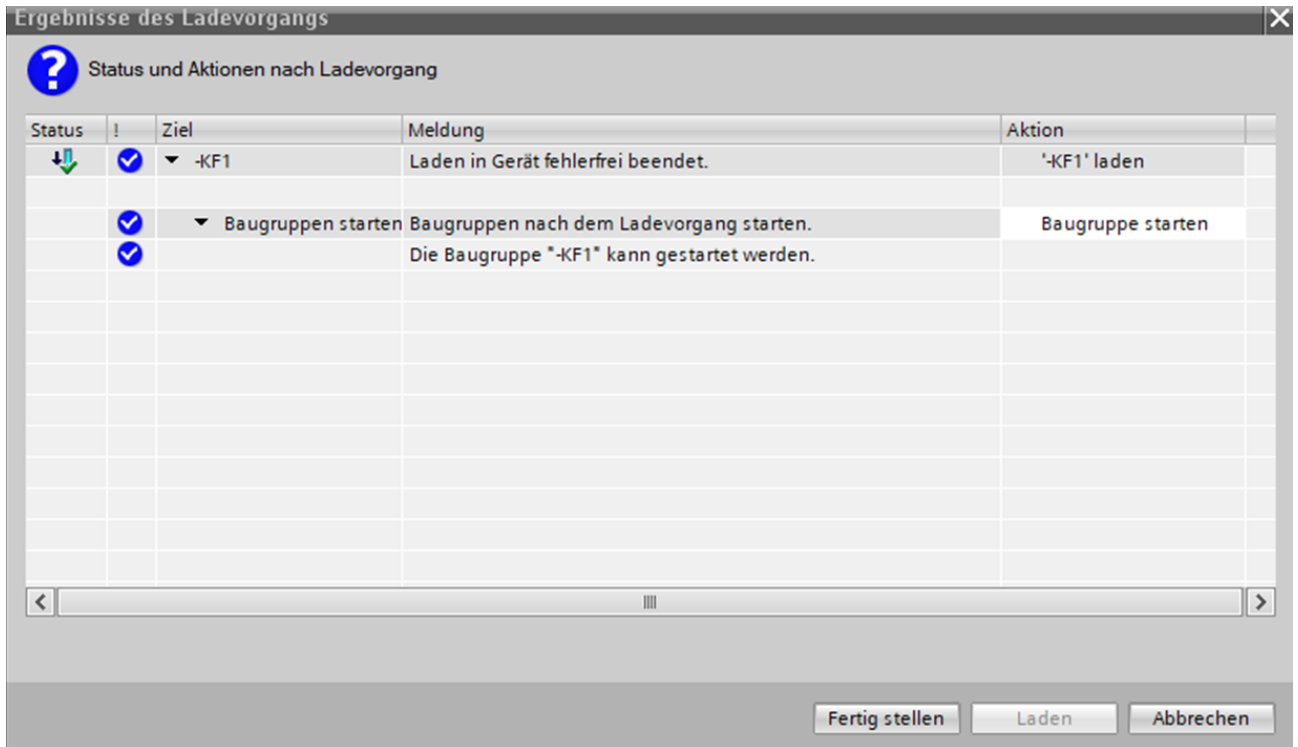 Ergebnisse des Ladevorgangs
Status und Aktionen nach Ladevorgang
Status ! Ziel Meldung Aktion
-KF1 Laden in Gerät fehlerfrei beendet. '-KF1' laden
Baugruppen starten Baugruppen nach dem Ladevorgang starten. Baugruppe starten
Die Baugruppe "-KF1" kann gestartet werden.
Fertig stellen Laden Abbrechen